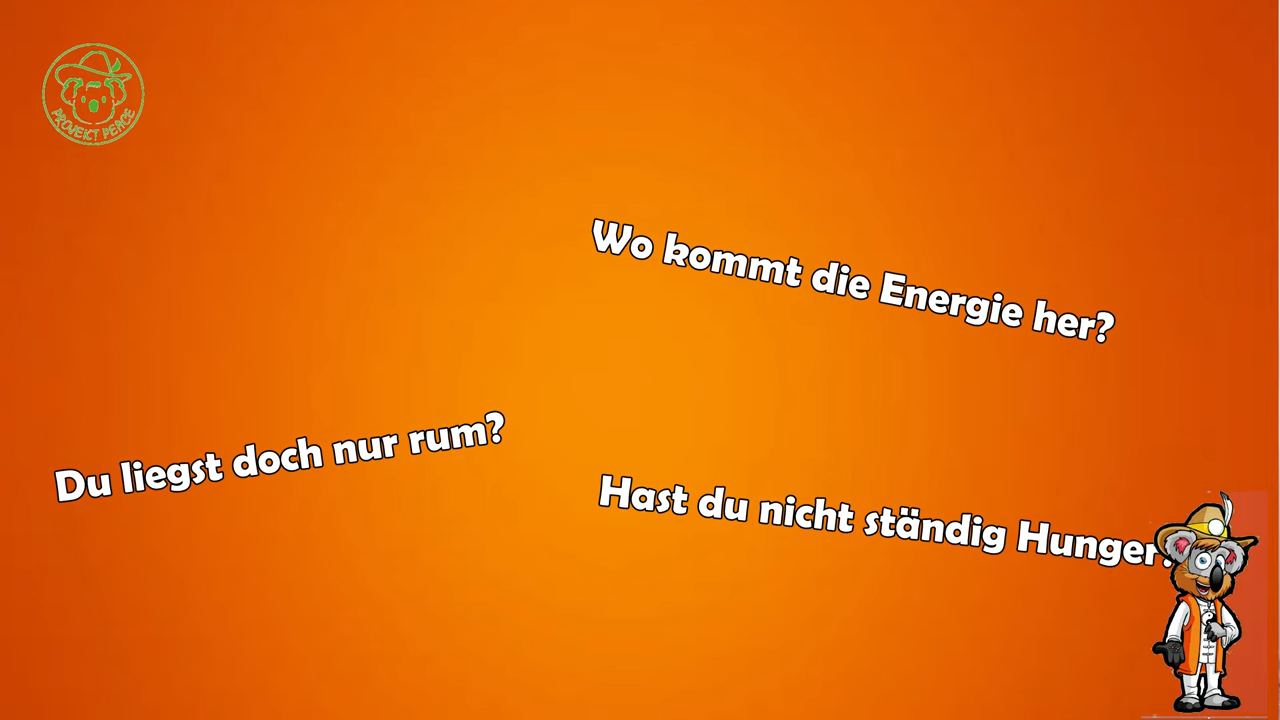 PROJEKT PEACE
Wo kommt die Energie her?
Du liegst doch nur rum?
Hast du nicht ständig Hunger?